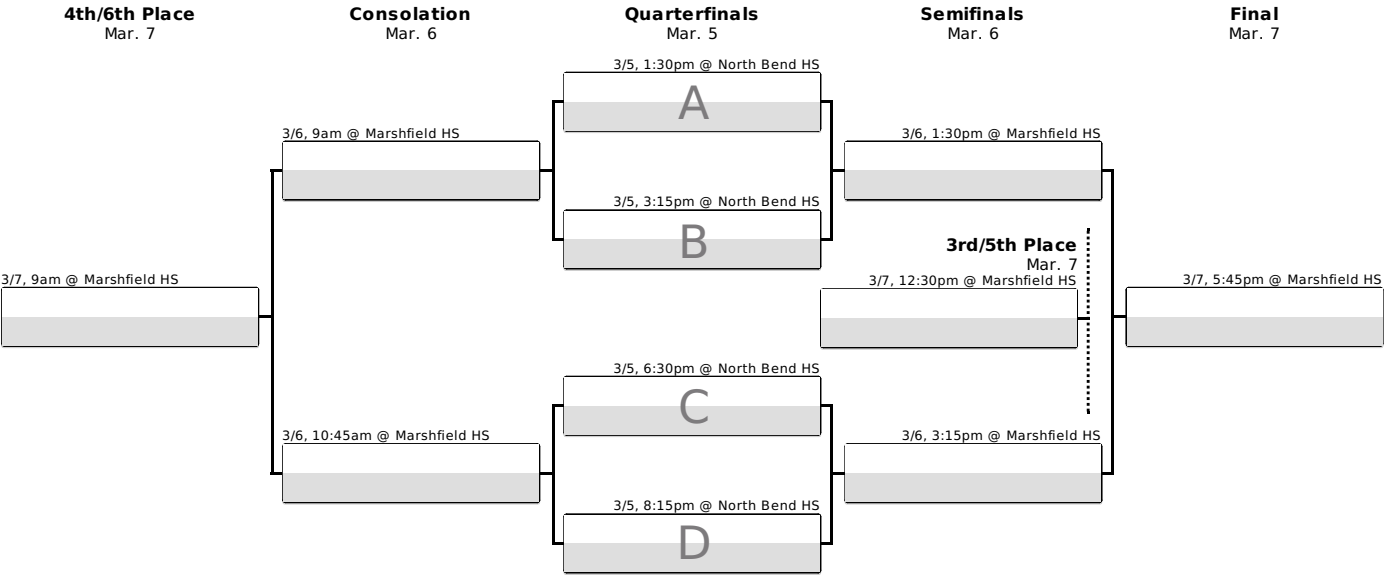 4th/6th Place
Mar. 7
Consolation
Mar. 6
Quarterfinals
Mar. 5
Semifinals
Mar. 6
Final
Mar. 7
3/5, 1:30pm @ North Bend HS
A
3/6, 9am @ Marshfield HS
3/6, 1:30pm @ Marshfield HS
3/5, 3:15pm @ North Bend HS
B
3rd/5th Place
Mar. 7
3/7, 9am @ Marshfield HS
3/7, 12:30pm @ Marshfield HS
3/7, 5:45pm @ Marshfield HS
3/5, 6:30pm @ North Bend HS
C
3/6, 10:45am @ Marshfield HS
3/6, 3:15pm @ Marshfield HS
3/5, 8:15pm @ North Bend HS
D